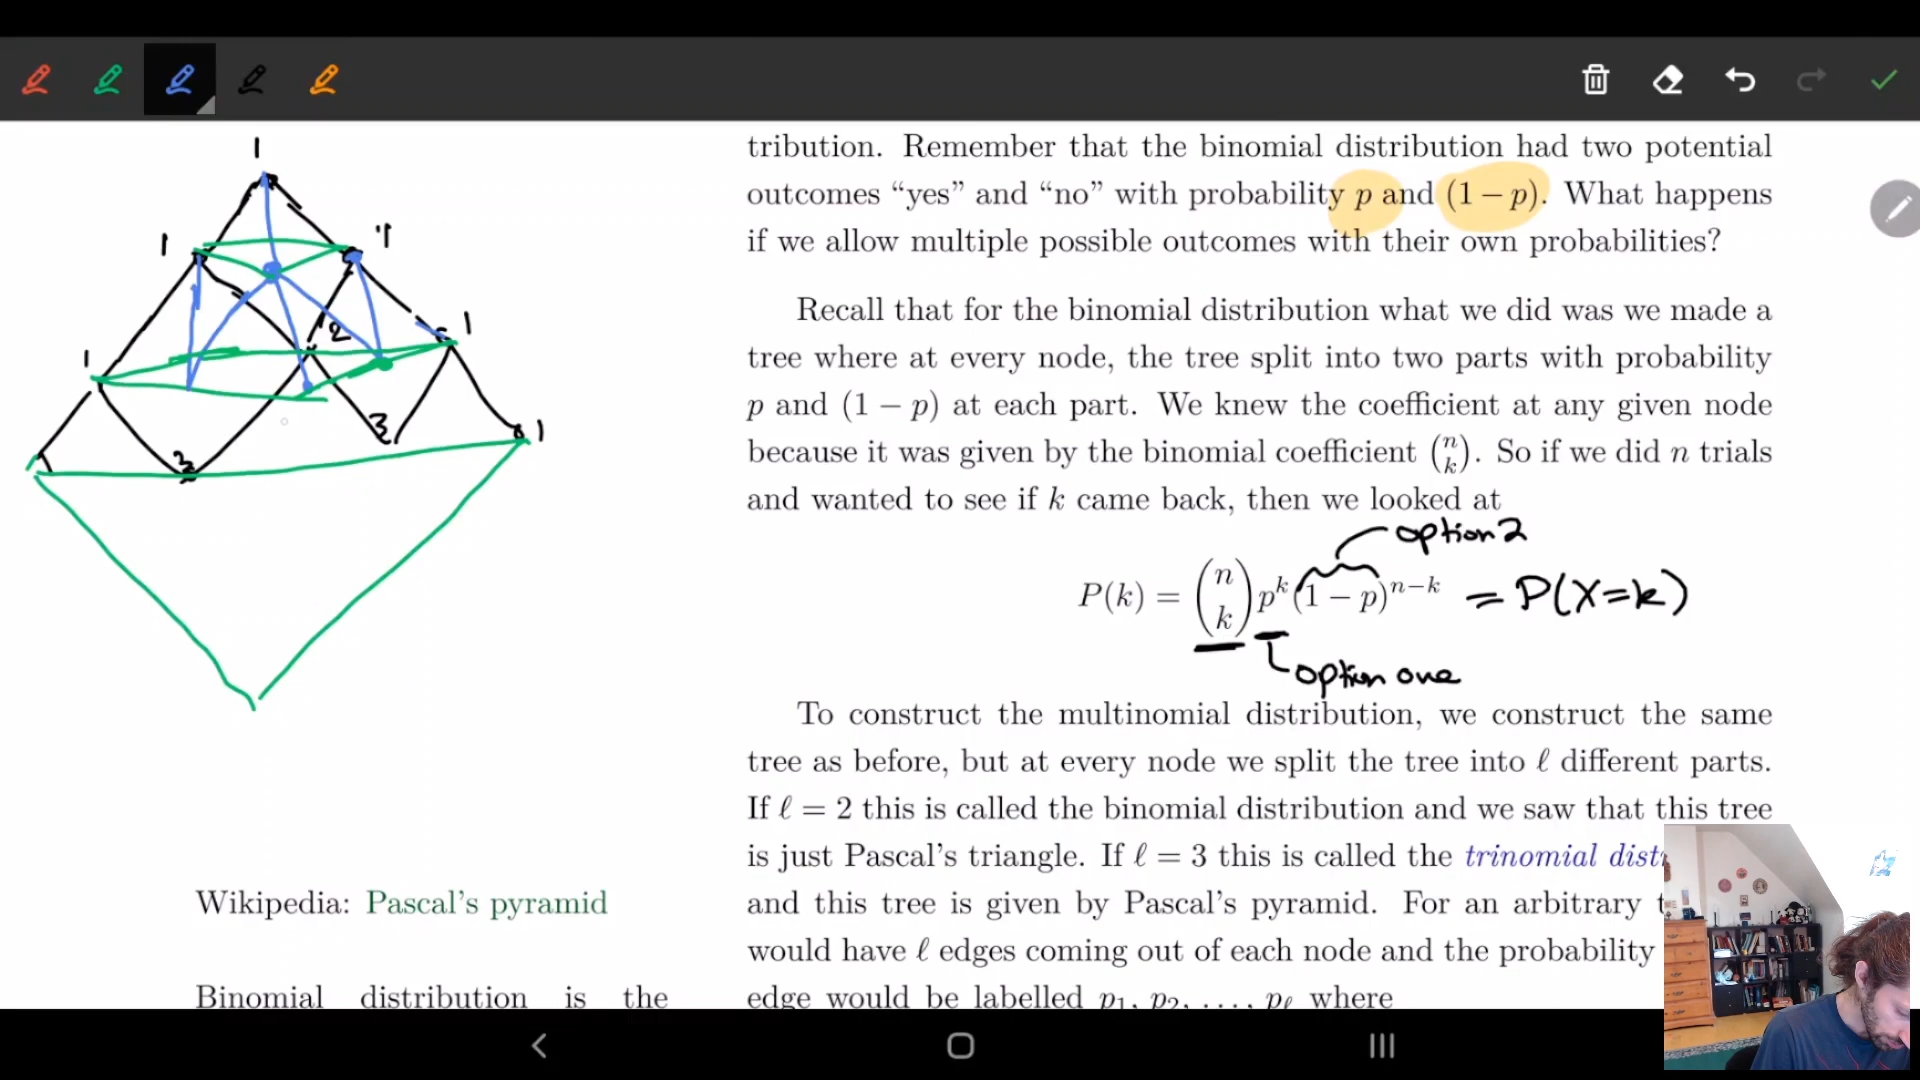 1
1
1
2
1
1
3
3
1
tribution. Remember that the binomial distribution had two potential
outcomes “yes” and “no” with probability p and (1 − p). What happens
if we allow multiple possible outcomes with their own probabilities?
Recall that for the binomial distribution what we did was we made a
tree where at every node, the tree split into two parts with probability
p and (1 − p) at each part. We knew the coefficient at any given node
because it was given by the binomial coefficient (n k). So if we did n trials
and wanted to see if k came back, then we looked at
option 2
P(k) = (n k) p^k (1 − p)^{n−k} = P(X=k)
option one
To construct the multinomial distribution, we construct the same
tree as before, but at every node we split the tree into ℓ different parts.
If ℓ = 2 this is called the binomial distribution and we saw that this tree
is just Pascal’s triangle. If ℓ = 3 this is called the trinomial dist
and this tree is given by Pascal’s pyramid. For an arbitrary
would have ℓ edges coming out of each node and the probability
edge would be labelled p₁, p₂, ..., pℓ where
Wikipedia: Pascal’s pyramid
Binomial distribution is the